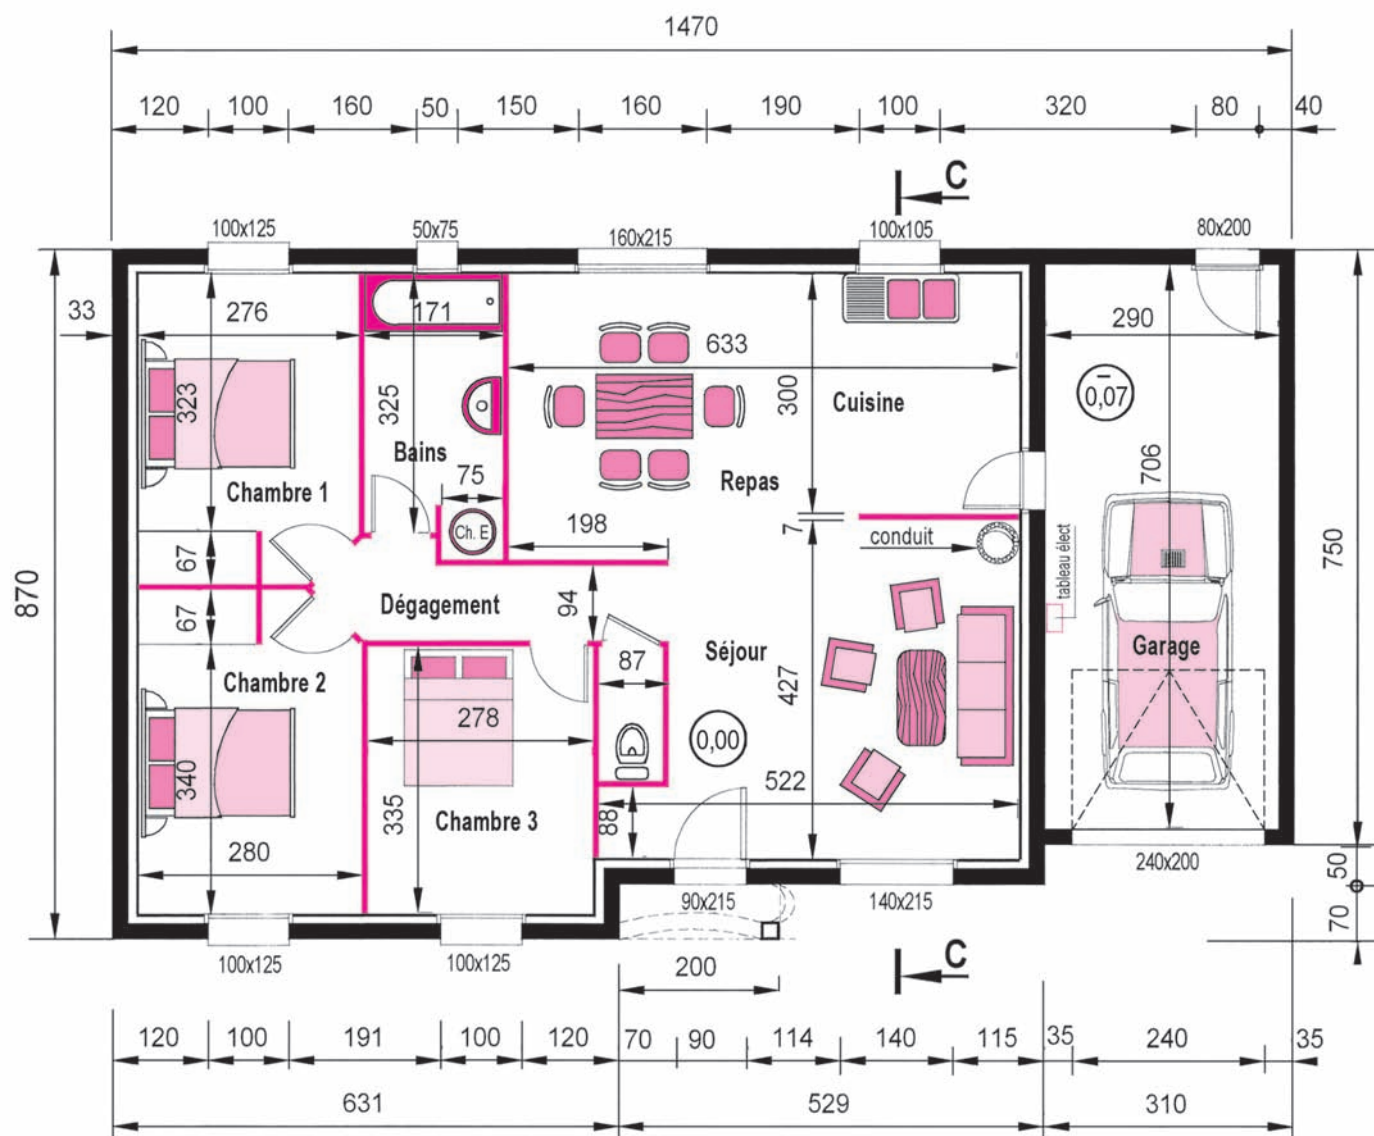 1470
120 100 160 50 150 160 190 100 320 80 40
C
100x125 50x75 160x215 100x105 80x200
33 276 171 633 290
323 325 300 0,07
Cuisine
Bains
706
Chambre 1 75 Repas
Ch. E 198 7 conduit
67 tableau élect 750
870
67 Dégagement 94
87 Séjour 427 Garage
Chambre 2
278 0,00
340 335 522
Chambre 3 88
280 240x200 50
90x215 140x215
70
100x125 100x125 200 C
120 100 191 100 120 70 90 114 140 115 35 240 35
631 529 310